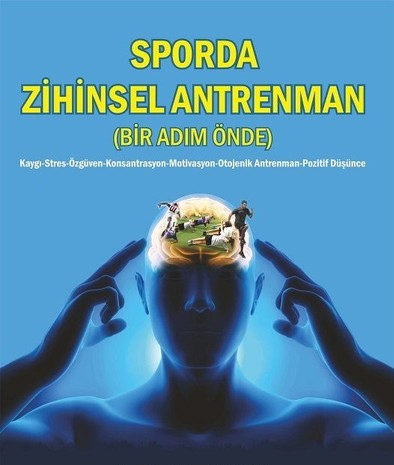 SPORDA
ZİHİNSEL ANTRENMAN
(BİR ADIM ÖNDE)
Kaygı-Stres-Özgüven-Konsantrasyon-Motivasyon-Otojenik Antrenman-Pozitif Düşünce